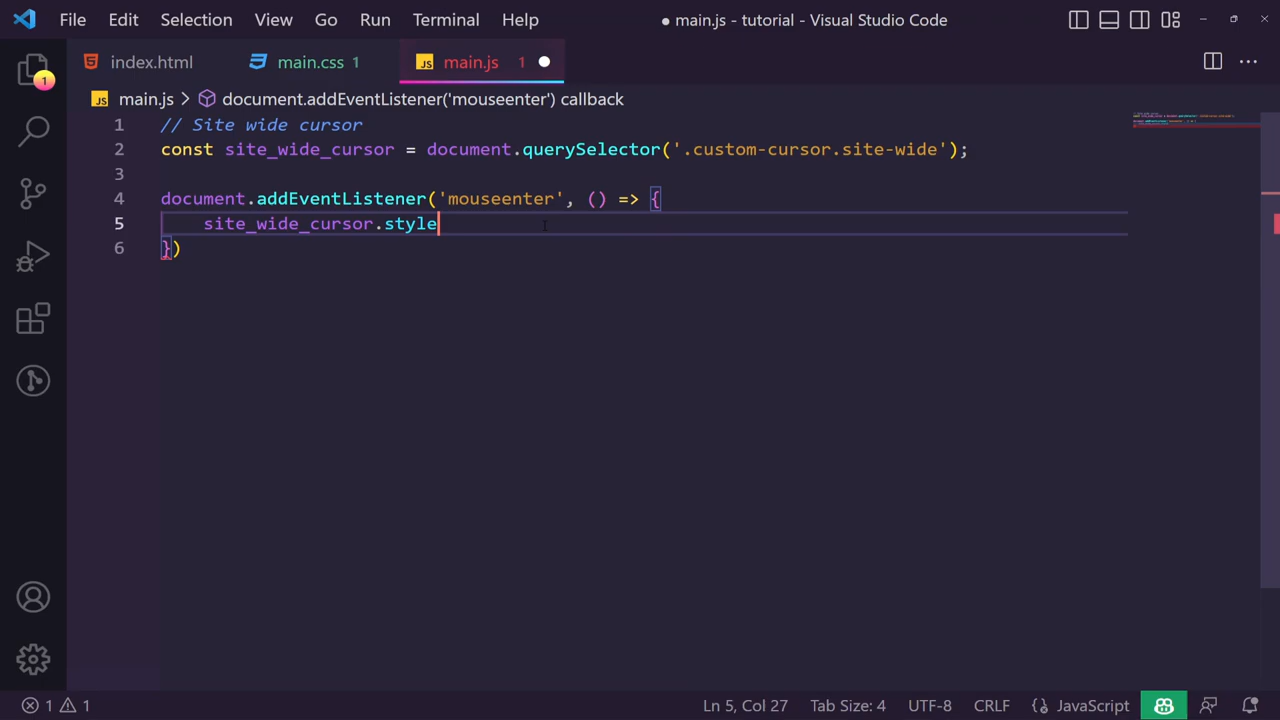 File Edit Selection View Go Run Terminal Help ● main.js - tutorial - Visual Studio Code
index.html main.css 1 JS main.js 1
JS main.js > document.addEventListener('mouseenter') callback
1 // Site wide cursor
2 const site_wide_cursor = document.querySelector('.custom-cursor.site-wide');
3
4 document.addEventListener('mouseenter', () => {
5 site_wide_cursor.style
6 })
1
1 1 Ln 5, Col 27 Tab Size: 4 UTF-8 CRLF {} JavaScript